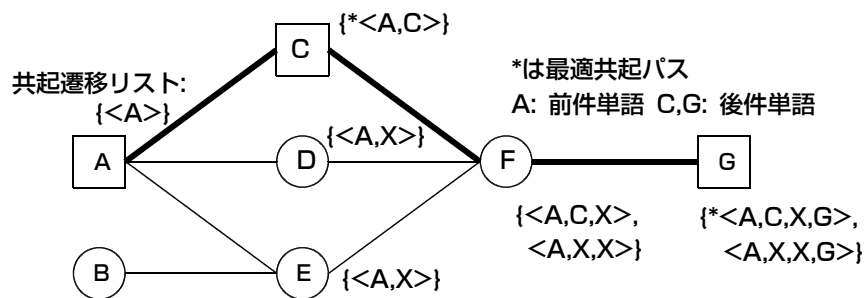 {*<A,C>}
C
共起遷移リスト:
{<A>}
*は最適共起パス
A: 前件単語 C,G: 後件単語
{<A,X>}
A
D
F
G
{<A,C,X>,
<A,X,X>}
{*<A,C,X,G>,
<A,X,X,G>}
B
E
{<A,X>}